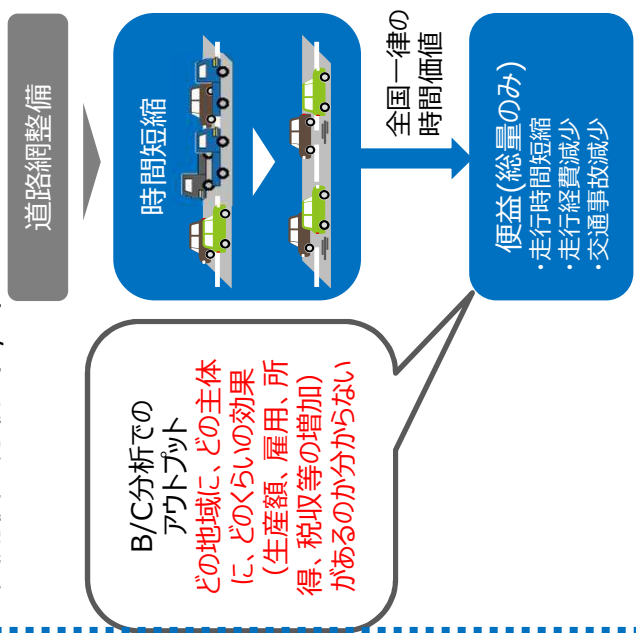 道路網整備
時間短縮
全国一律の
時間価値
便益(総量のみ)
・走行時間短縮
・走行経費減少
・交通事故減少
B/C分析での
アウトプット
どの地域に、どの主体
に、どのくらいの効果
(生産額、雇用、所
得、税収等の増加)
があるのか分からない